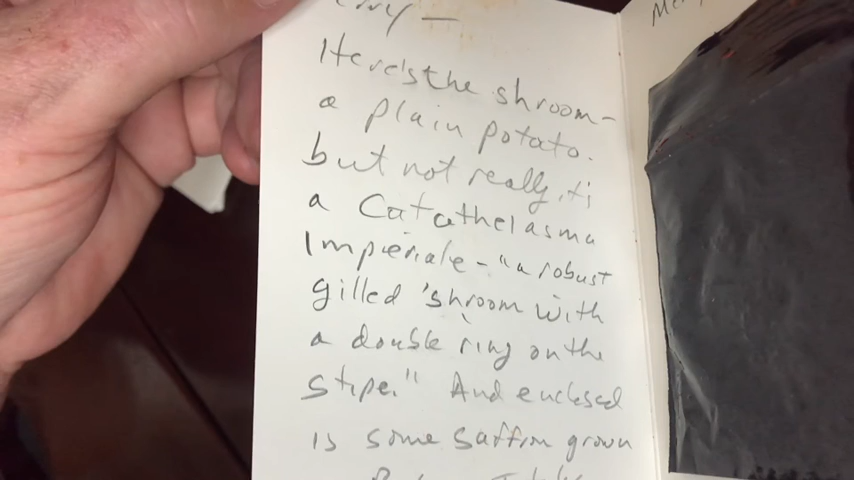 Here's the shroom -
a plain potato.
but not really, it's
a Catathelasma
Imperiale - "a robust
gilled 'shroom with
a double ring on the
stipe." And enclosed
is some saffron grown